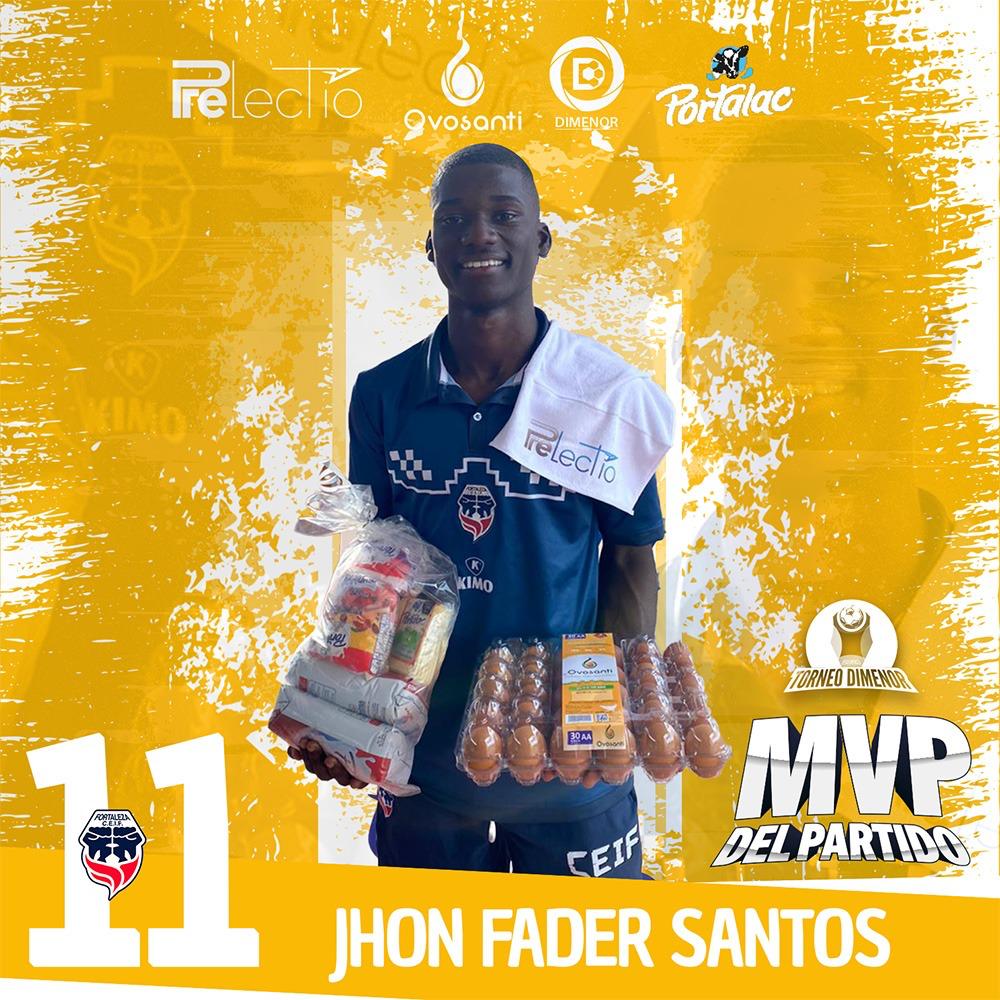 PreLectio
Ovosanti
DIMENOR
Portalac
KIMO
PreLectio
KIMO
Ovosanti
30 AA
Ovosanti
TORNEO DIMENOR
MVP
DEL PARTIDO
CEIF
11
FORTALEZA
C.E.I.F.
JHON FADER SANTOS